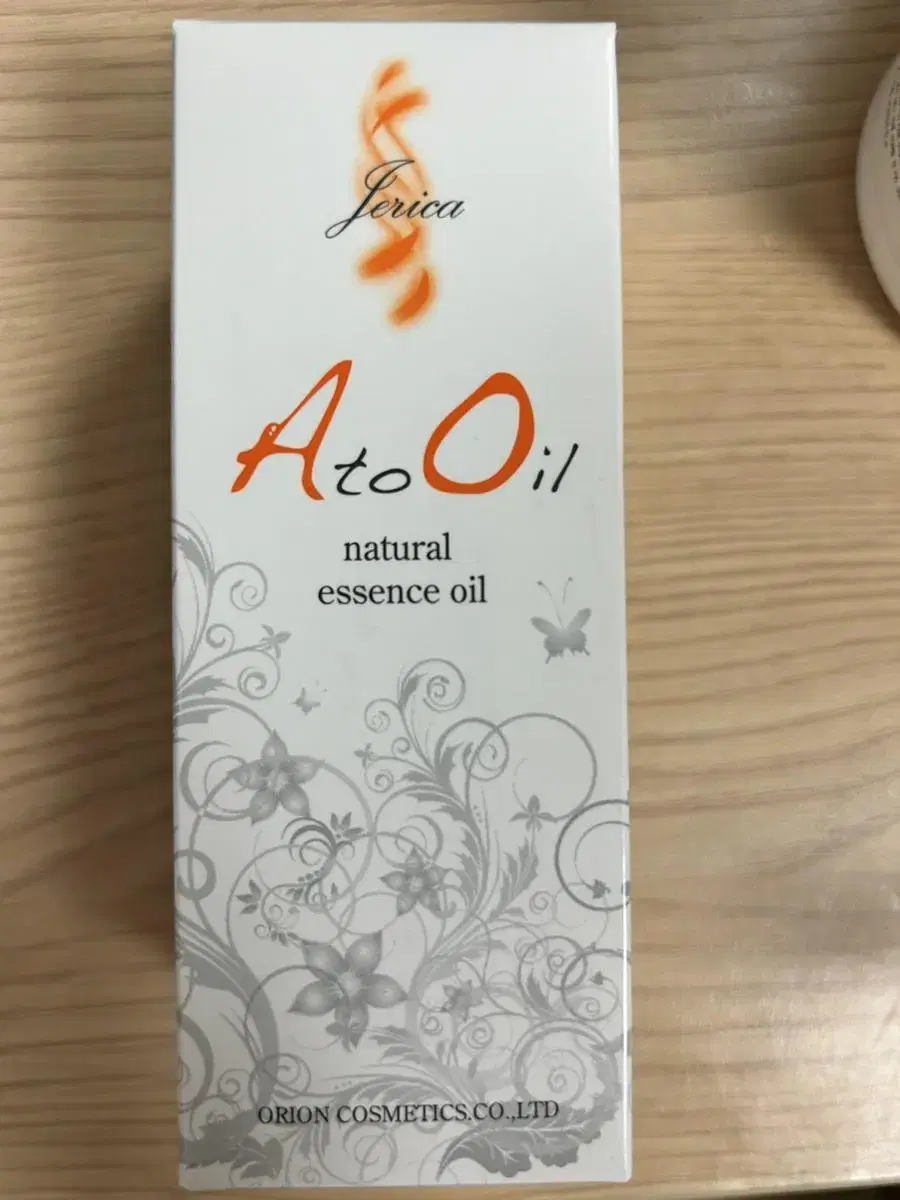 Jerica
AtoOil
natural
essence oil
ORION COSMETICS.CO.,LTD